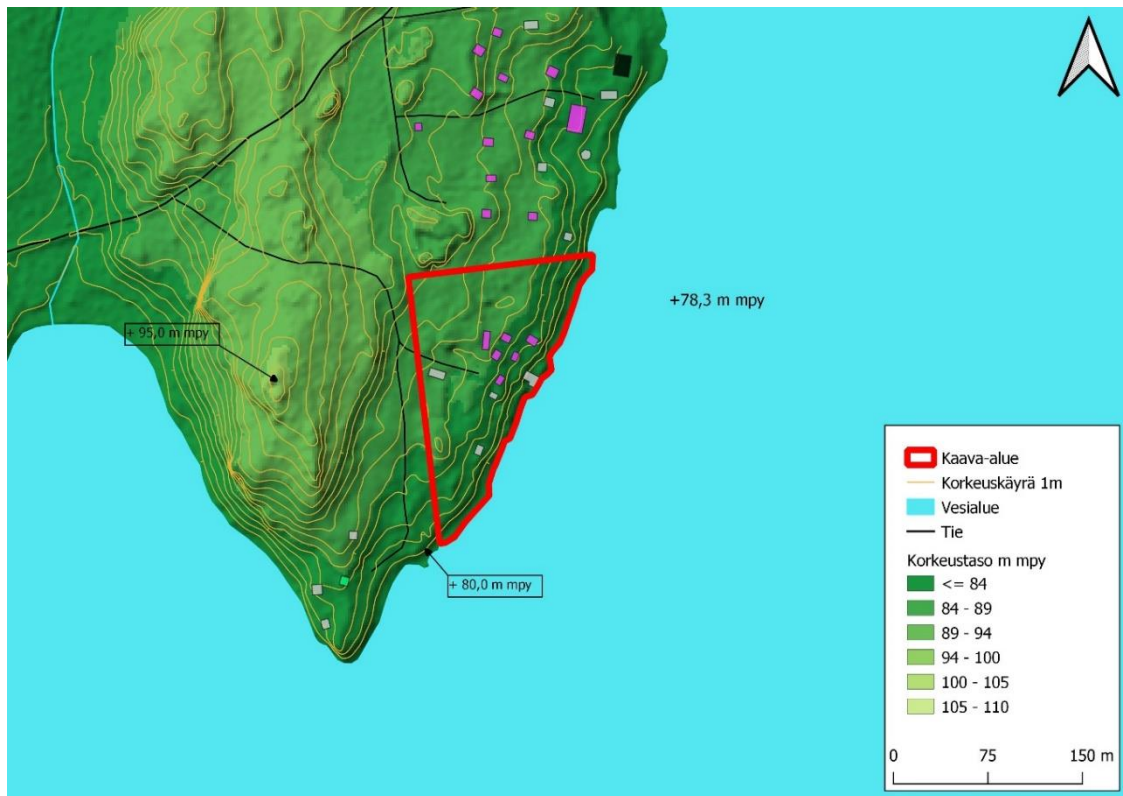 +78,3 m mpy
+ 95,0 m mpy
+ 80,0 m mpy
Kaava-alue
Korkeuskäyrä 1m
Vesialue
Tie
Korkeustaso m mpy
<= 84
84 - 89
89 - 94
94 - 100
100 - 105
105 - 110
0 75 150 m